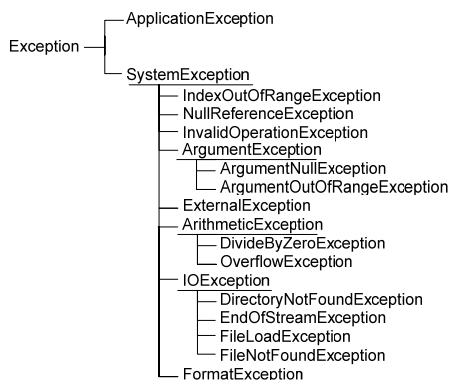 ApplicationException
Exception
SystemException
IndexOutOfRangeException
NullReferenceException
InvalidOperationException
ArgumentException
ArgumentNullException
ArgumentOutOfRangeException
ExternalException
ArithmeticException
DivideByZeroException
OverflowException
IOException
DirectoryNotFoundException
EndOfStreamException
FileLoadException
FileNotFoundException
FormatException